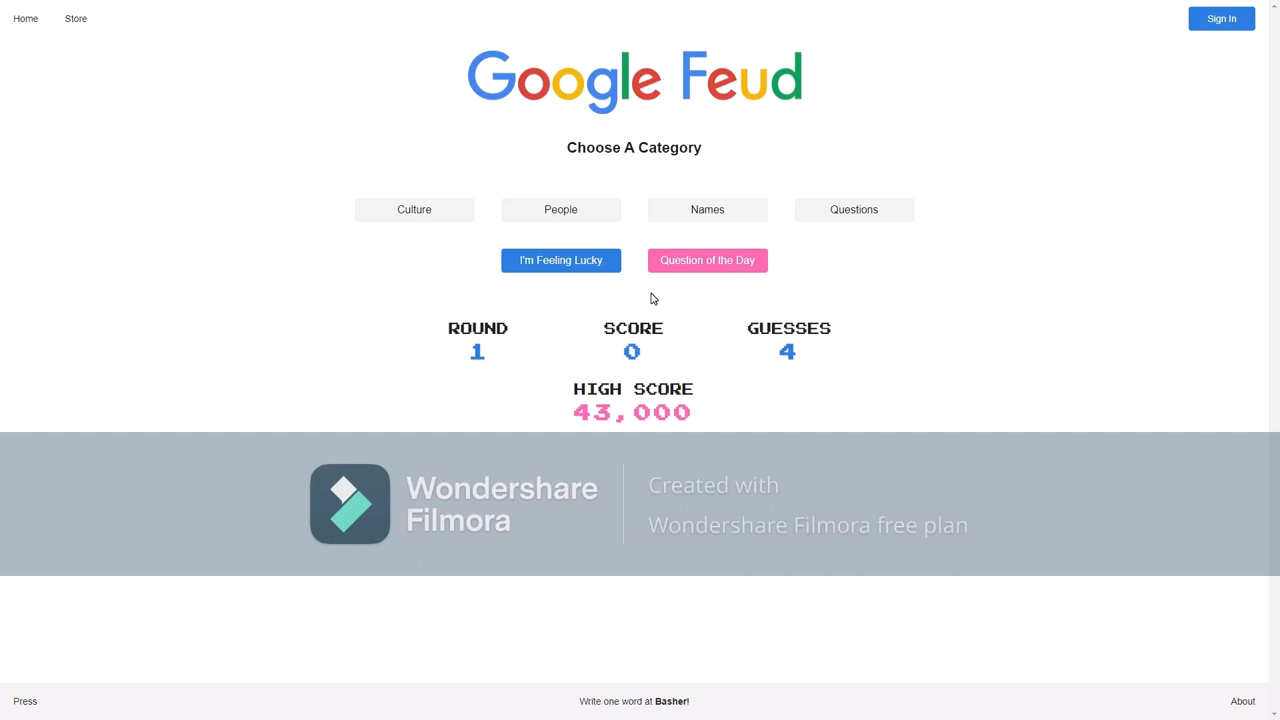 Home Store Sign In
Google Feud
Choose A Category
Culture People Names Questions
I'm Feeling Lucky Question of the Day
ROUND SCORE GUESSES
1 0 4
HIGH SCORE
43,000
Wondershare
Filmora
Created with
Wondershare Filmora free plan
Press Write one word at Basher! About